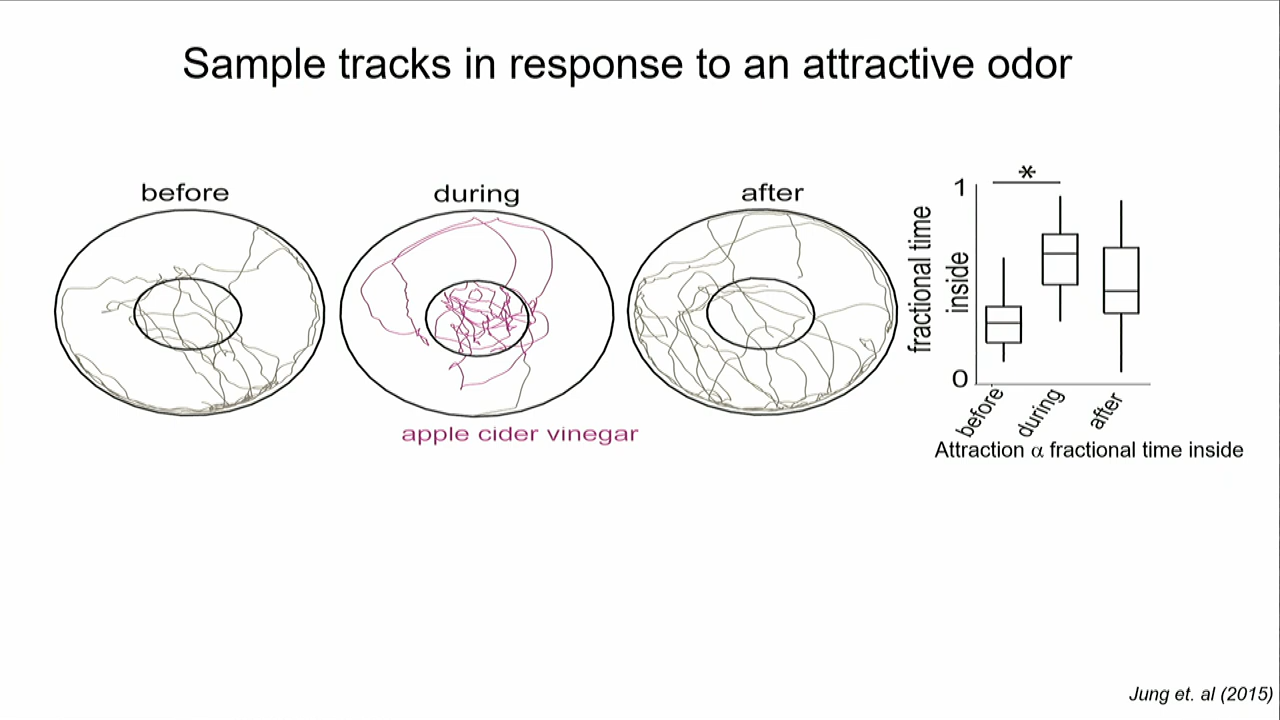 Sample tracks in response to an attractive odor
before
during
after
apple cider vinegar
*
1
0
fractional time
inside
before
during
after
Attraction α fractional time inside
Jung et. al (2015)